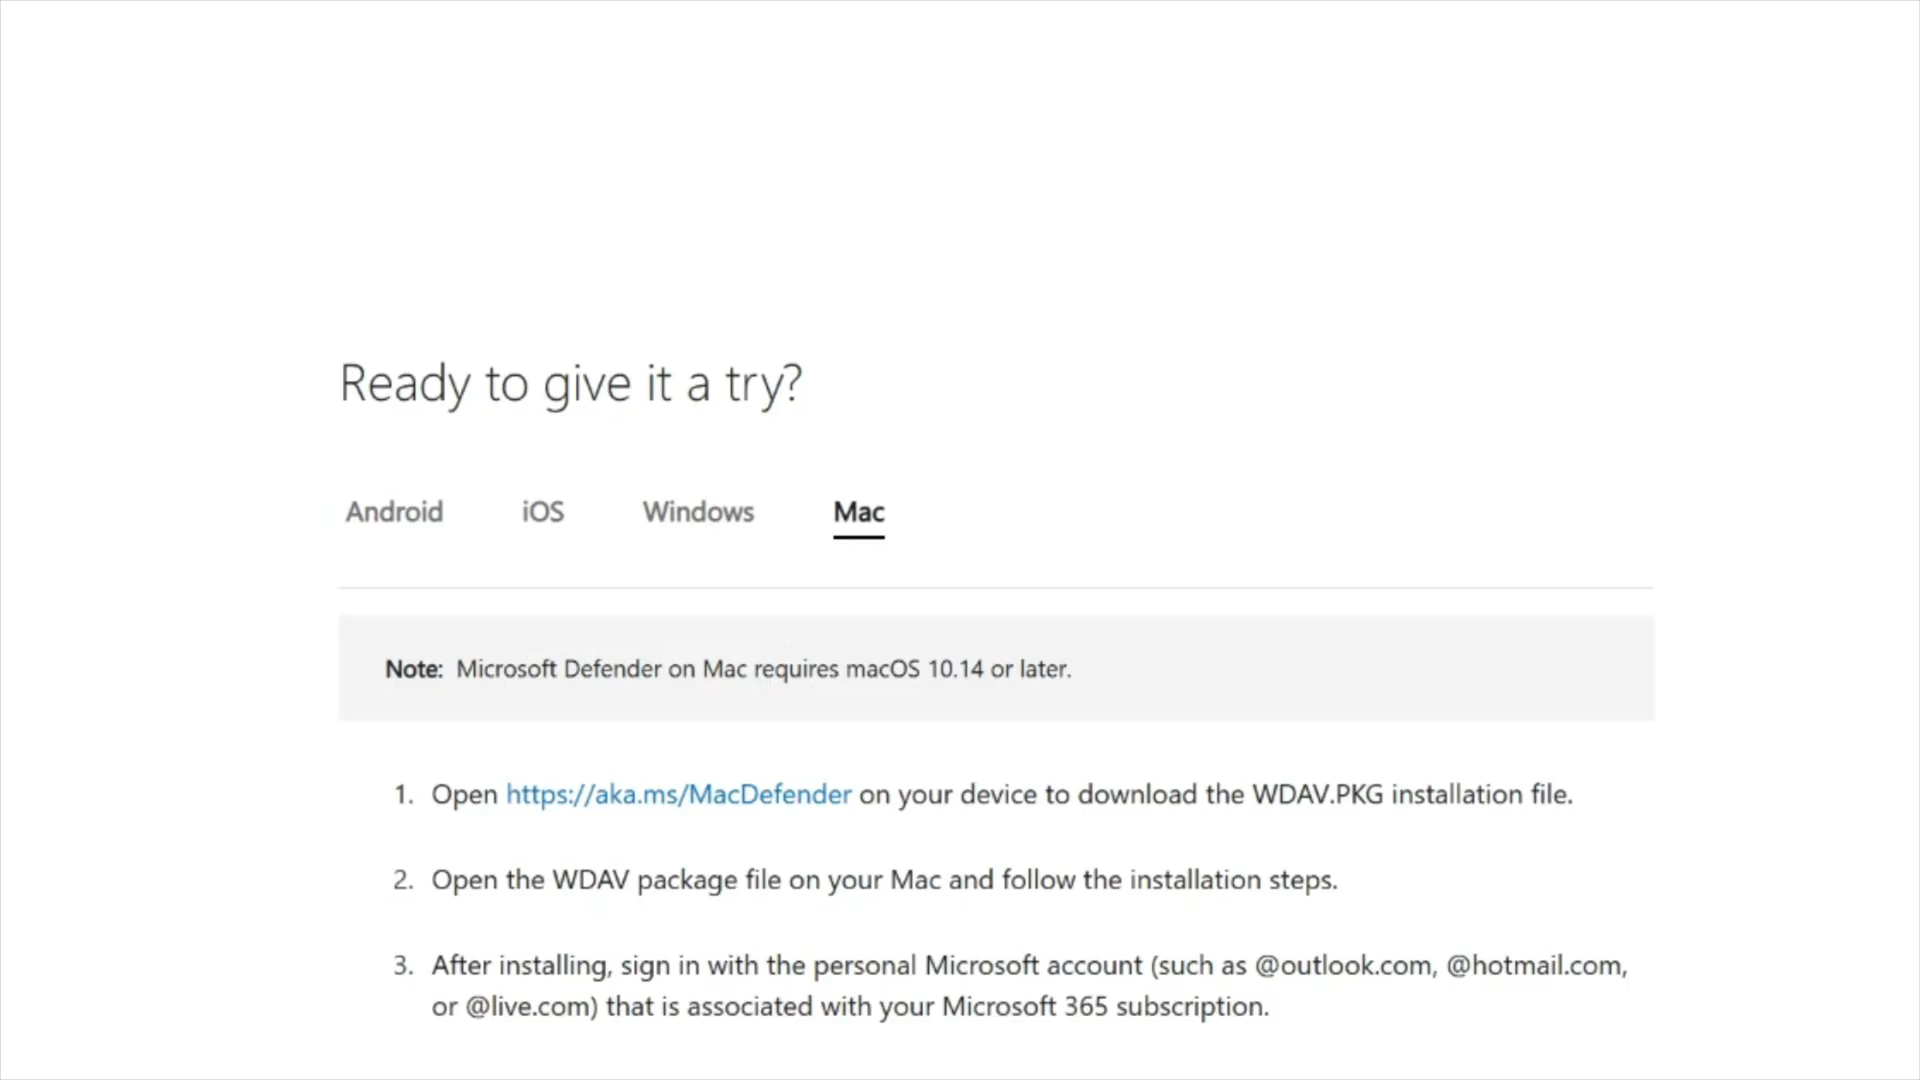 Ready to give it a try?
Android iOS Windows Mac
Note: Microsoft Defender on Mac requires macOS 10.14 or later.
1. Open https://aka.ms/MacDefender on your device to download the WDAV.PKG installation file.
2. Open the WDAV package file on your Mac and follow the installation steps.
3. After installing, sign in with the personal Microsoft account (such as @outlook.com, @hotmail.com,
or @live.com) that is associated with your Microsoft 365 subscription.